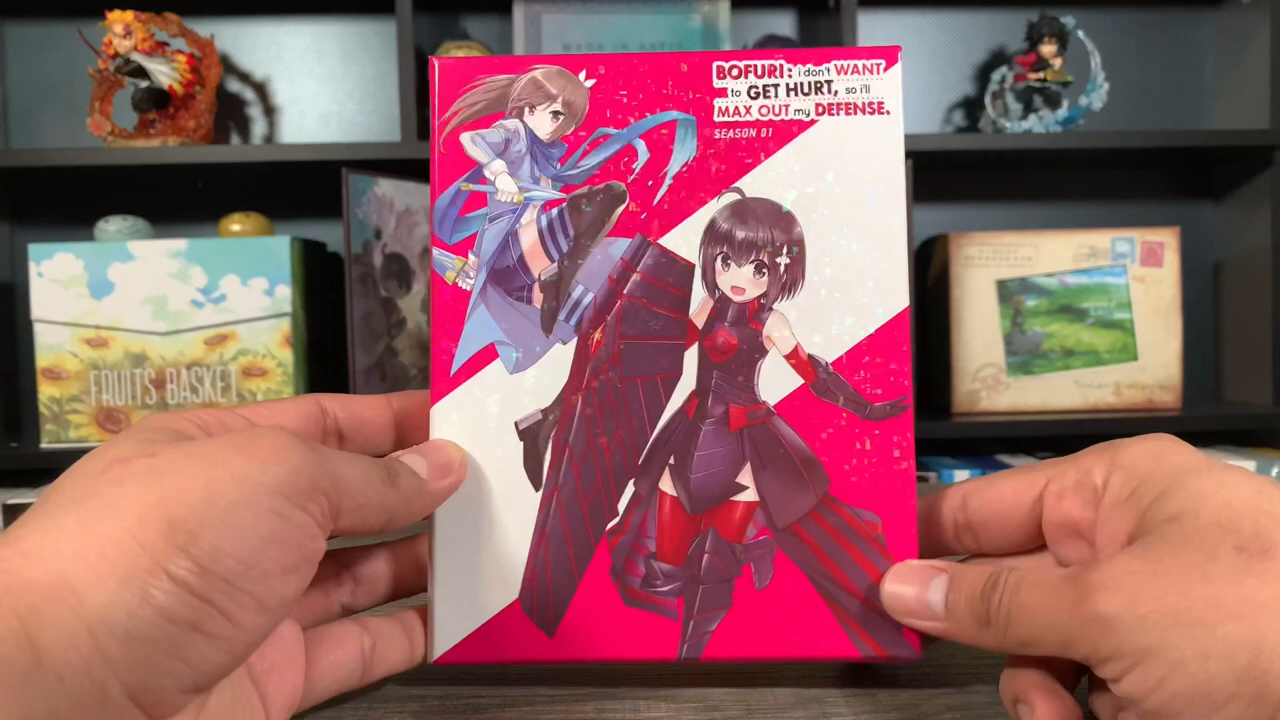 BOFURI: i don't WANT
to GET HURT, so i'll
MAX OUT my DEFENSE.
SEASON 01
FRUITS BASKET